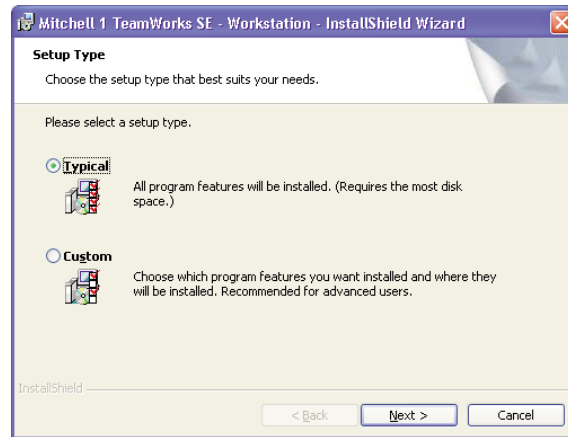 Mitchell 1 TeamWorks SE - Workstation - InstallShield Wizard
Setup Type
Choose the setup type that best suits your needs.
Please select a setup type.
Typical
All program features will be installed. (Requires the most disk
space.)
Custom
Choose which program features you want installed and where they
will be installed. Recommended for advanced users.
InstallShield
< Back Next > Cancel